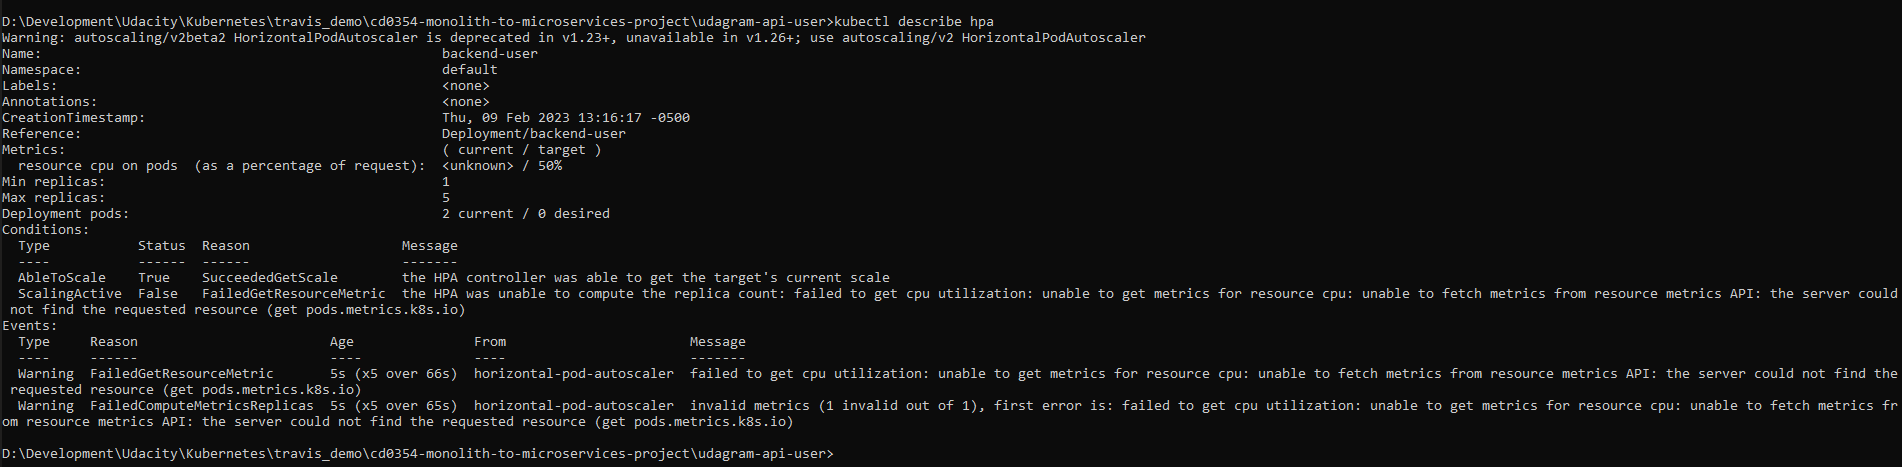 D:\Development\Udacity\Kubernetes\travis_demo\cd0354-monolith-to-microservices-project\udagram-api-user>kubectl describe hpa
Warning: autoscaling/v2beta2 HorizontalPodAutoscaler is deprecated in v1.23+, unavailable in v1.26+; use autoscaling/v2 HorizontalPodAutoscaler
Name:                                                  backend-user
Namespace:                                             default
Labels:                                                <none>
Annotations:                                           <none>
CreationTimestamp:                                     Thu, 09 Feb 2023 13:16:17 -0500
Reference:                                             Deployment/backend-user
Metrics:                                               ( current / target )
  resource cpu on pods  (as a percentage of request):  <unknown> / 50%
Min replicas:                                          1
Max replicas:                                          5
Deployment pods:                                       2 current / 0 desired
Conditions:
  Type           Status  Reason                   Message
  ----           ------  ------                   -------
  AbleToScale    True    SucceededGetScale        the HPA controller was able to get the target's current scale
  ScalingActive  False   FailedGetResourceMetric  the HPA was unable to compute the replica count: failed to get cpu utilization: unable to get metrics for resource cpu: unable to fetch metrics from resource metrics API: the server could
 not find the requested resource (get pods.metrics.k8s.io)
Events:
  Type     Reason                        Age               From                       Message
  ----     ------                        ----              ----                       -------
  Warning  FailedGetResourceMetric       5s (x5 over 66s)  horizontal-pod-autoscaler  failed to get cpu utilization: unable to get metrics for resource cpu: unable to fetch metrics from resource metrics API: the server could not find the
 requested resource (get pods.metrics.k8s.io)
  Warning  FailedComputeMetricsReplicas  5s (x5 over 65s)  horizontal-pod-autoscaler  invalid metrics (1 invalid out of 1), first error is: failed to get cpu utilization: unable to get metrics for resource cpu: unable to fetch metrics fr
om resource metrics API: the server could not find the requested resource (get pods.metrics.k8s.io)
D:\Development\Udacity\Kubernetes\travis_demo\cd0354-monolith-to-microservices-project\udagram-api-user>